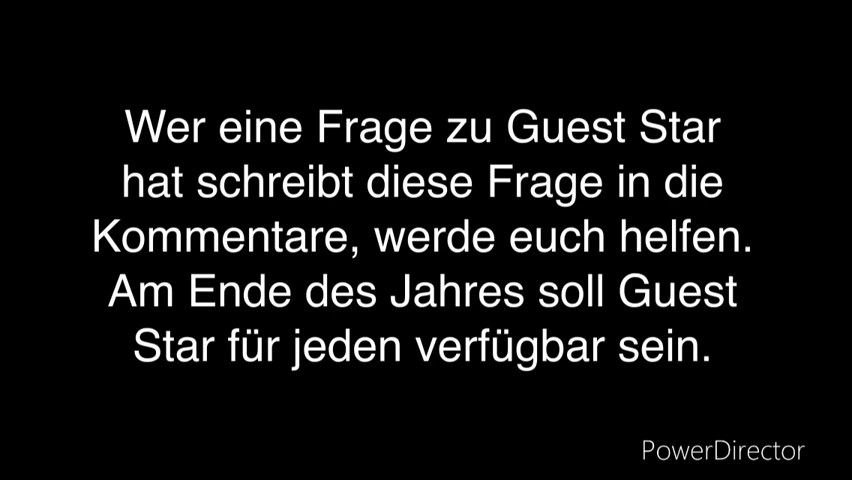 Wer eine Frage zu Guest Star
hat schreibt diese Frage in die
Kommentare, werde euch helfen.
Am Ende des Jahres soll Guest
Star für jeden verfügbar sein.
PowerDirector